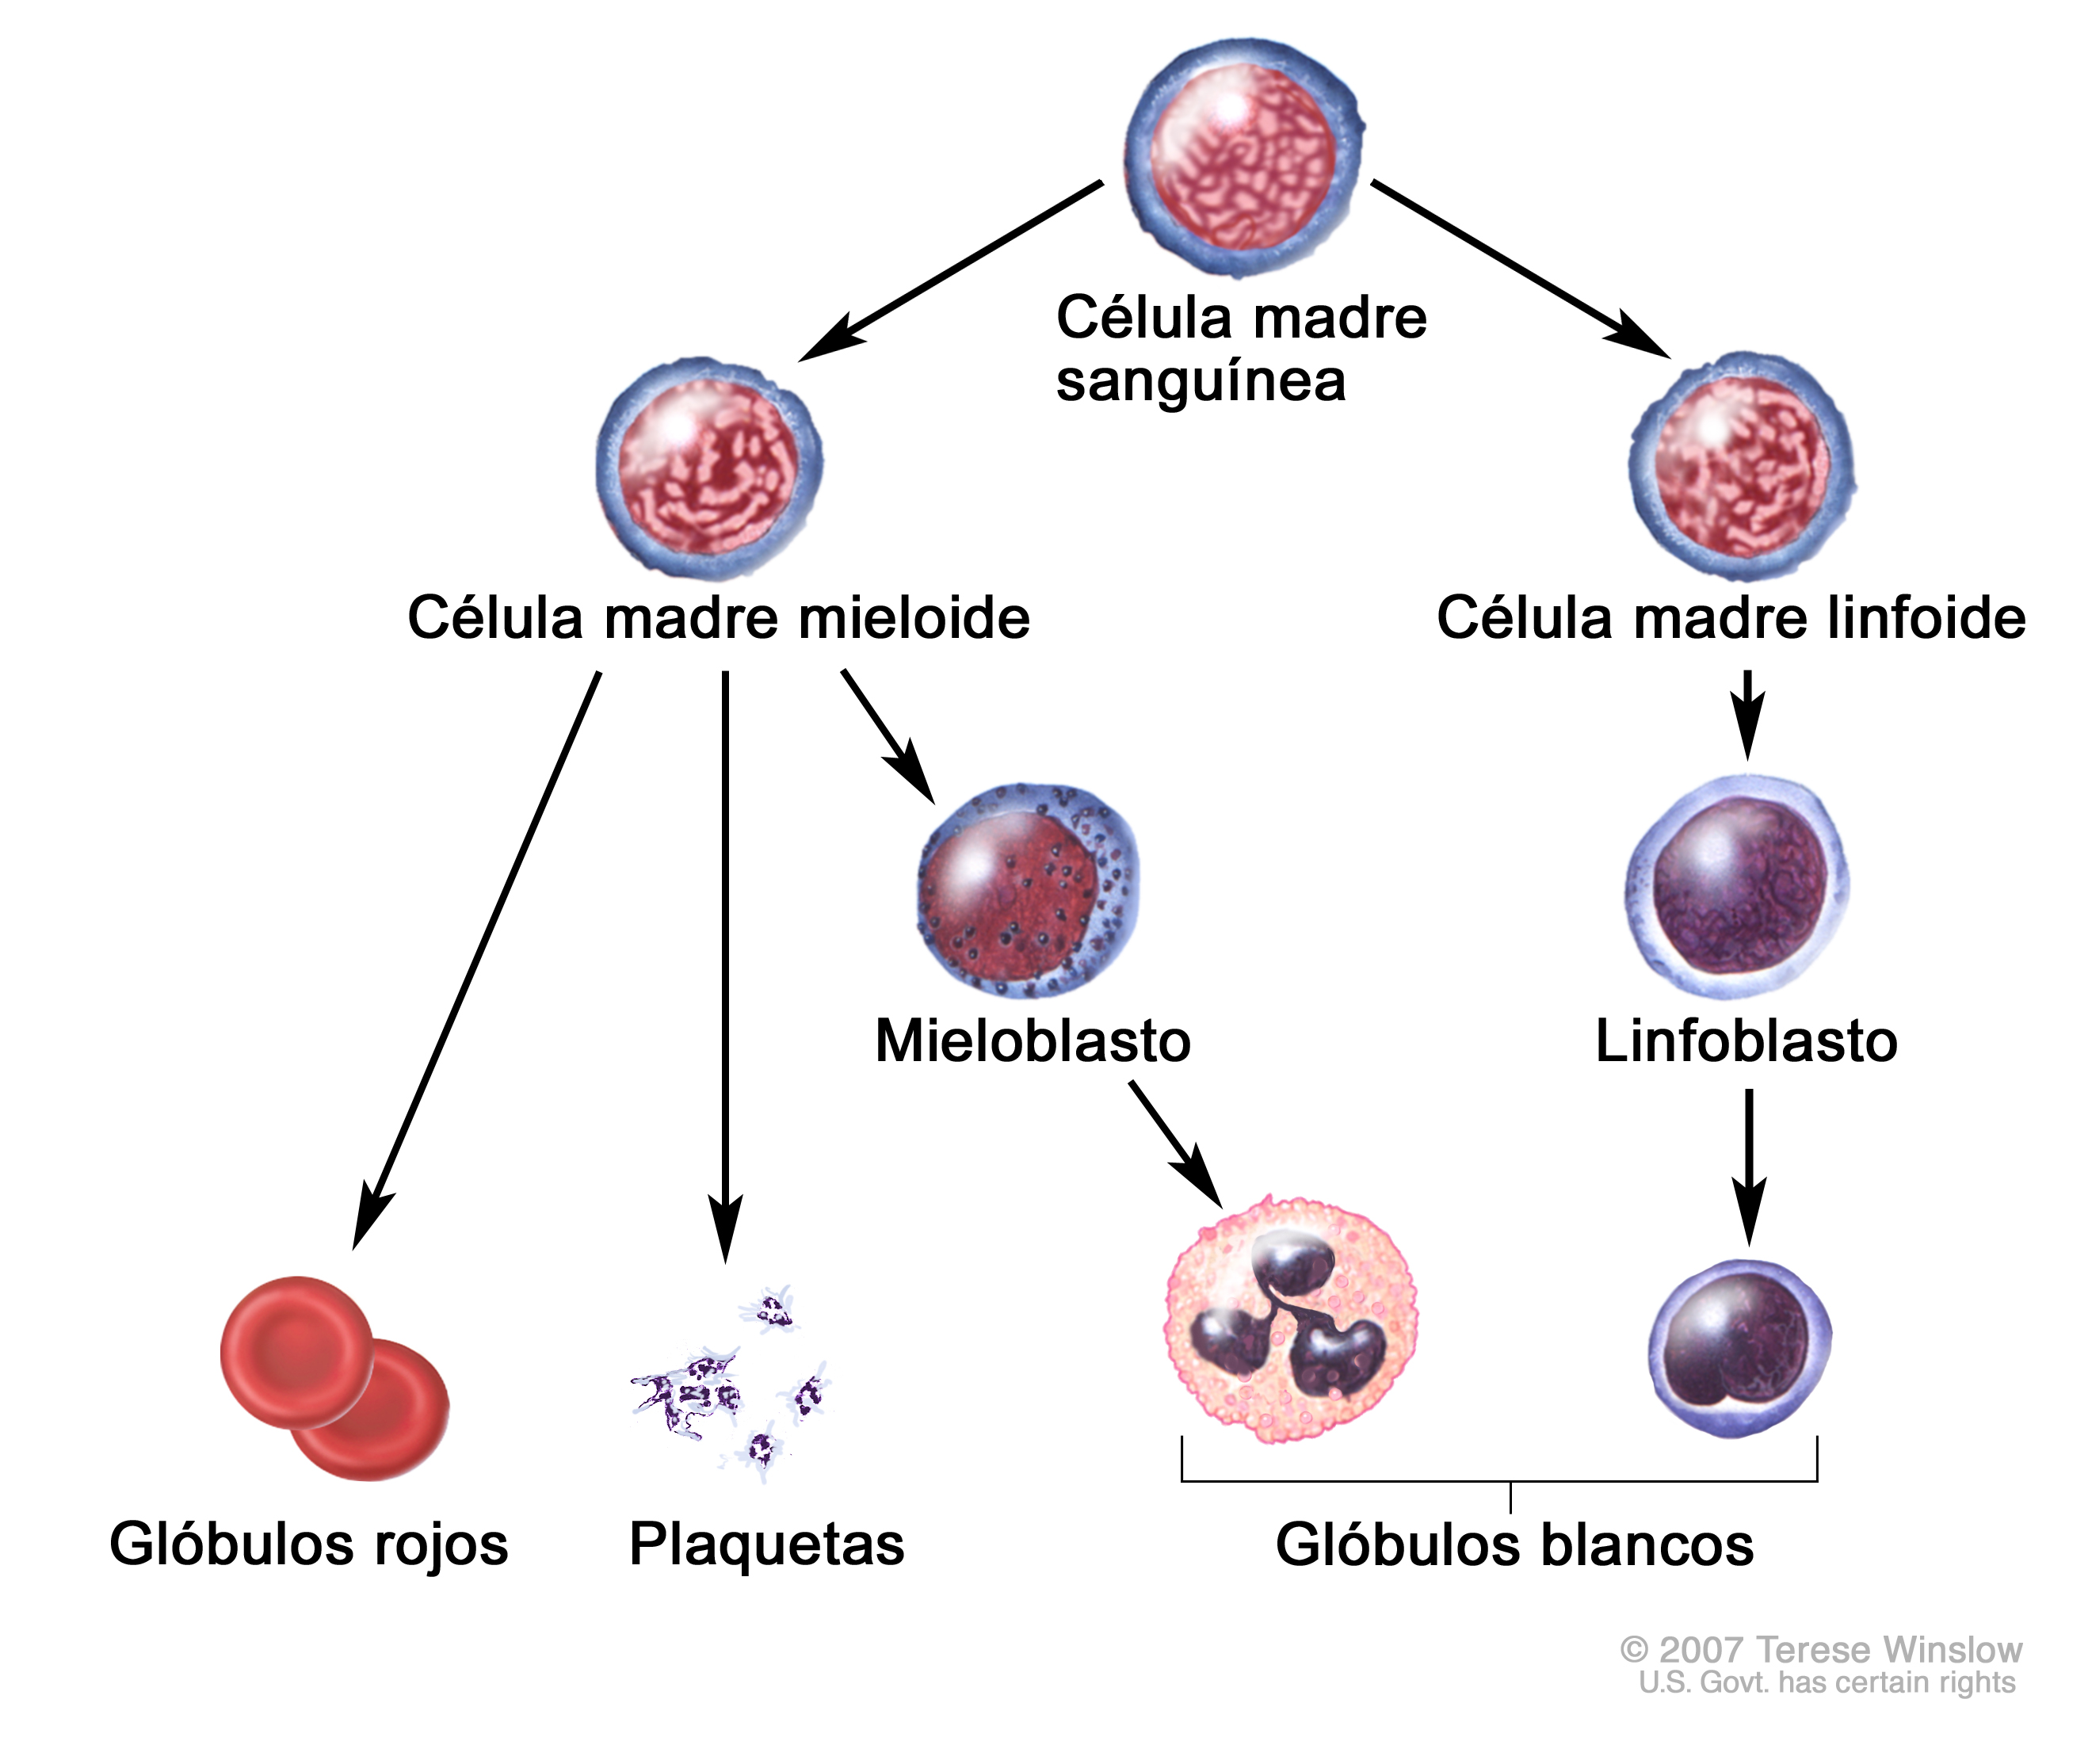 Célula madre
sanguínea
Célula madre mieloide
Célula madre linfoide
Mieloblasto
Linfoblasto
Glóbulos rojos
Plaquetas
Glóbulos blancos
© 2007 Terese Winslow
U.S. Govt. has certain rights